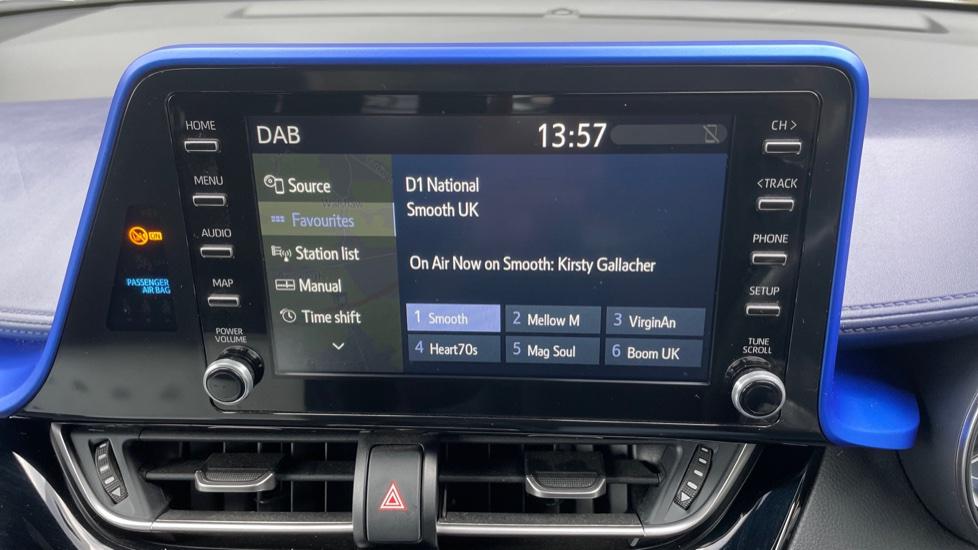 HOME
MENU
AUDIO
MAP
POWER
VOLUME
ON
PASSENGER
AIR BAG
DAB
13:57
Source
Favourites
Station list
Manual
Time shift
D1 National
Smooth UK
On Air Now on Smooth: Kirsty Gallacher
1 Smooth
2 Mellow M
3 VirginAn
4 Heart70s
5 Mag Soul
6 Boom UK
CH >
< TRACK
PHONE
SETUP
TUNE
SCROLL